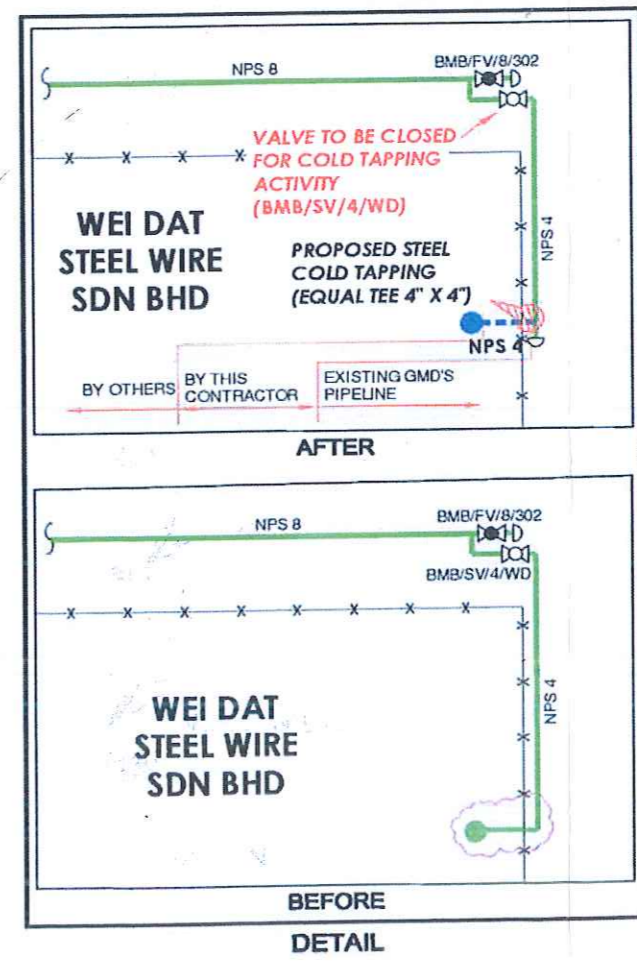 NPS 8
BMB/FV/8/302
VALVE TO BE CLOSED
FOR COLD TAPPING
ACTIVITY
(BMB/SV/4/WD)
WEI DAT
STEEL WIRE
SDN BHD
PROPOSED STEEL
COLD TAPPING
(EQUAL TEE 4" X 4")
NPS 4
NPS 4
BY OTHERS
BY THIS
CONTRACTOR
EXISTING GMD'S
PIPELINE
AFTER
NPS 8
BMB/FV/8/302
BMB/SV/4/WD
NPS 4
WEI DAT
STEEL WIRE
SDN BHD
BEFORE
DETAIL